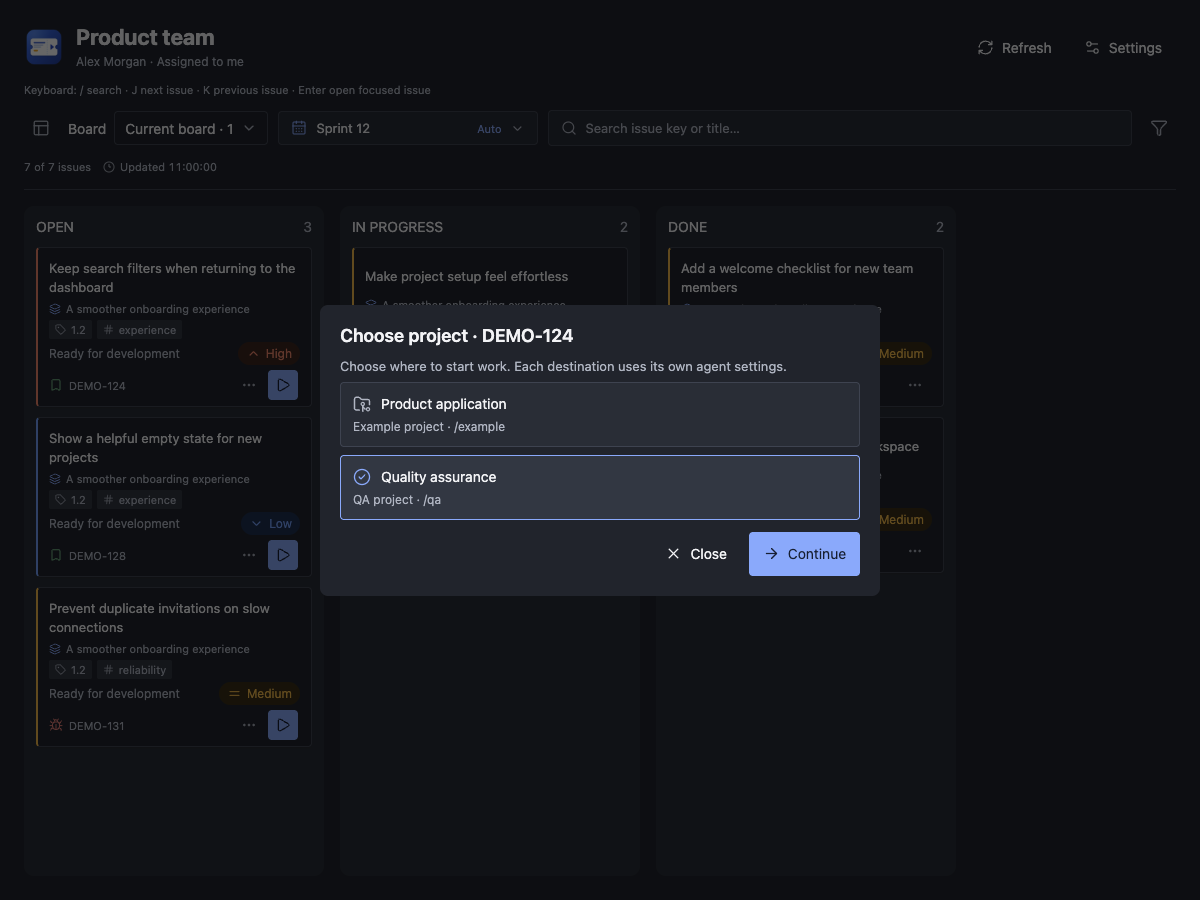 Product team
Alex Morgan · Assigned to me
Refresh
Settings
Keyboard: / search · J next issue · K previous issue · Enter open focused issue
Board
Current board · 1
Sprint 12
Auto
Search issue key or title...
7 of 7 issues
Updated 11:00:00
OPEN
3
Keep search filters when returning to the
dashboard
A smoother onboarding experience
1.2
# experience
Ready for development
High
DEMO-124
Show a helpful empty state for new
projects
A smoother onboarding experience
1.2
# experience
Ready for development
Low
DEMO-128
Prevent duplicate invitations on slow
connections
A smoother onboarding experience
1.2
# reliability
Ready for development
Medium
DEMO-131
IN PROGRESS
2
Make project setup feel effortless
A smoother onboarding experience
DONE
2
Add a welcome checklist for new team
members
Medium
Medium
Choose project · DEMO-124
Choose where to start work. Each destination uses its own agent settings.
Product application
Example project · /example
Quality assurance
QA project · /qa
Close
Continue